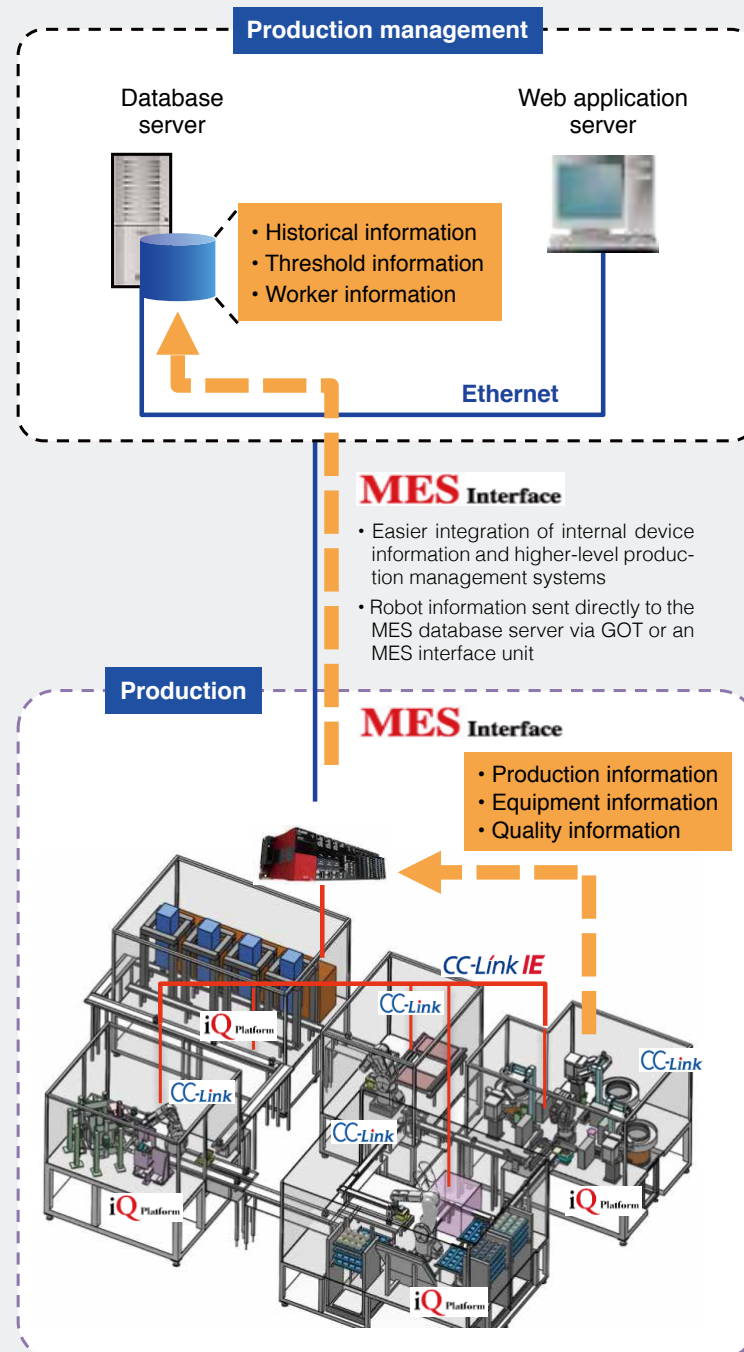 Production management
Database
server
Web application
server
• Historical information
• Threshold information
• Worker information
Ethernet
MES Interface
• Easier integration of internal device
information and higher-level produc-
tion management systems
• Robot information sent directly to the
MES database server via GOT or an
MES interface unit
Production
MES Interface
• Production information
• Equipment information
• Quality information
CC-Link IE
CC-Link
iQ Platform
CC-Link
CC-Link
CC-Link
iQ Platform
iQ Platform
iQ Platform